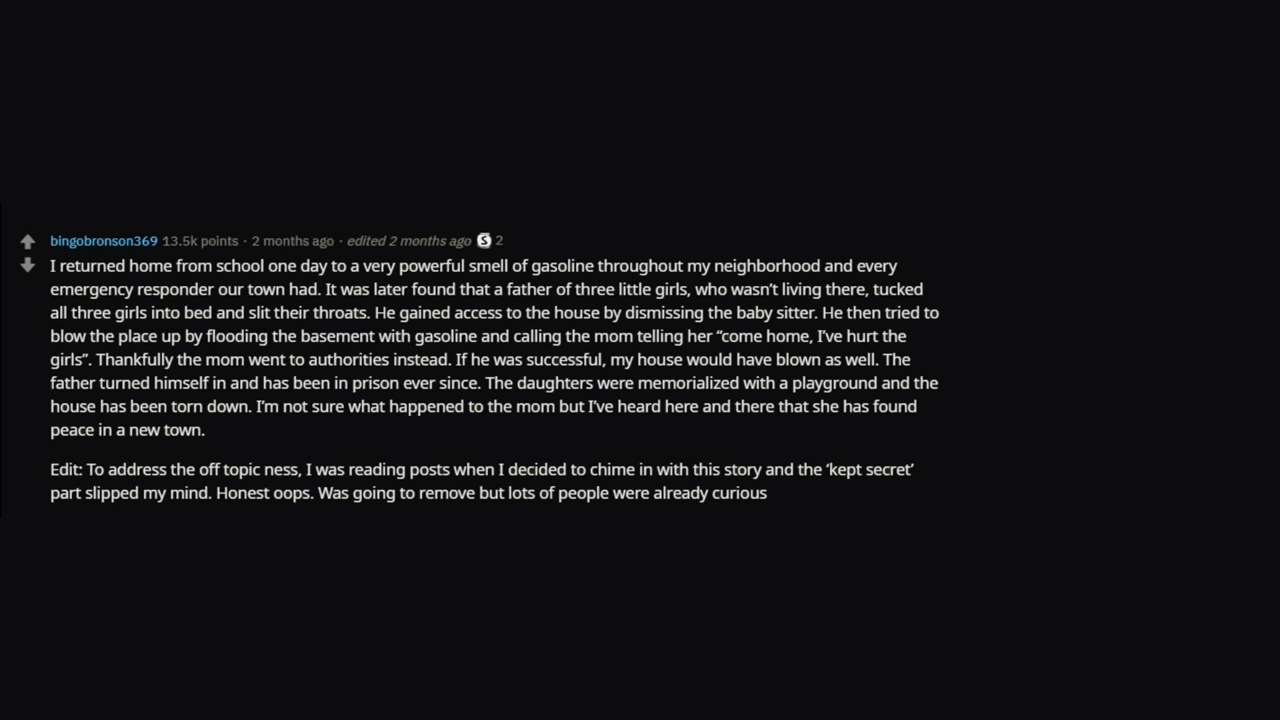 bingobronson369 13.5k points · 2 months ago · edited 2 months ago S 2
I returned home from school one day to a very powerful smell of gasoline throughout my neighborhood and every
emergency responder our town had. It was later found that a father of three little girls, who wasn’t living there, tucked
all three girls into bed and slit their throats. He gained access to the house by dismissing the baby sitter. He then tried to
blow the place up by flooding the basement with gasoline and calling the mom telling her “come home, I’ve hurt the
girls”. Thankfully the mom went to authorities instead. If he was successful, my house would have blown as well. The
father turned himself in and has been in prison ever since. The daughters were memorialized with a playground and the
house has been torn down. I’m not sure what happened to the mom but I’ve heard here and there that she has found
peace in a new town.
Edit: To address the off topic ness, I was reading posts when I decided to chime in with this story and the ‘kept secret’
part slipped my mind. Honest oops. Was going to remove but lots of people were already curious